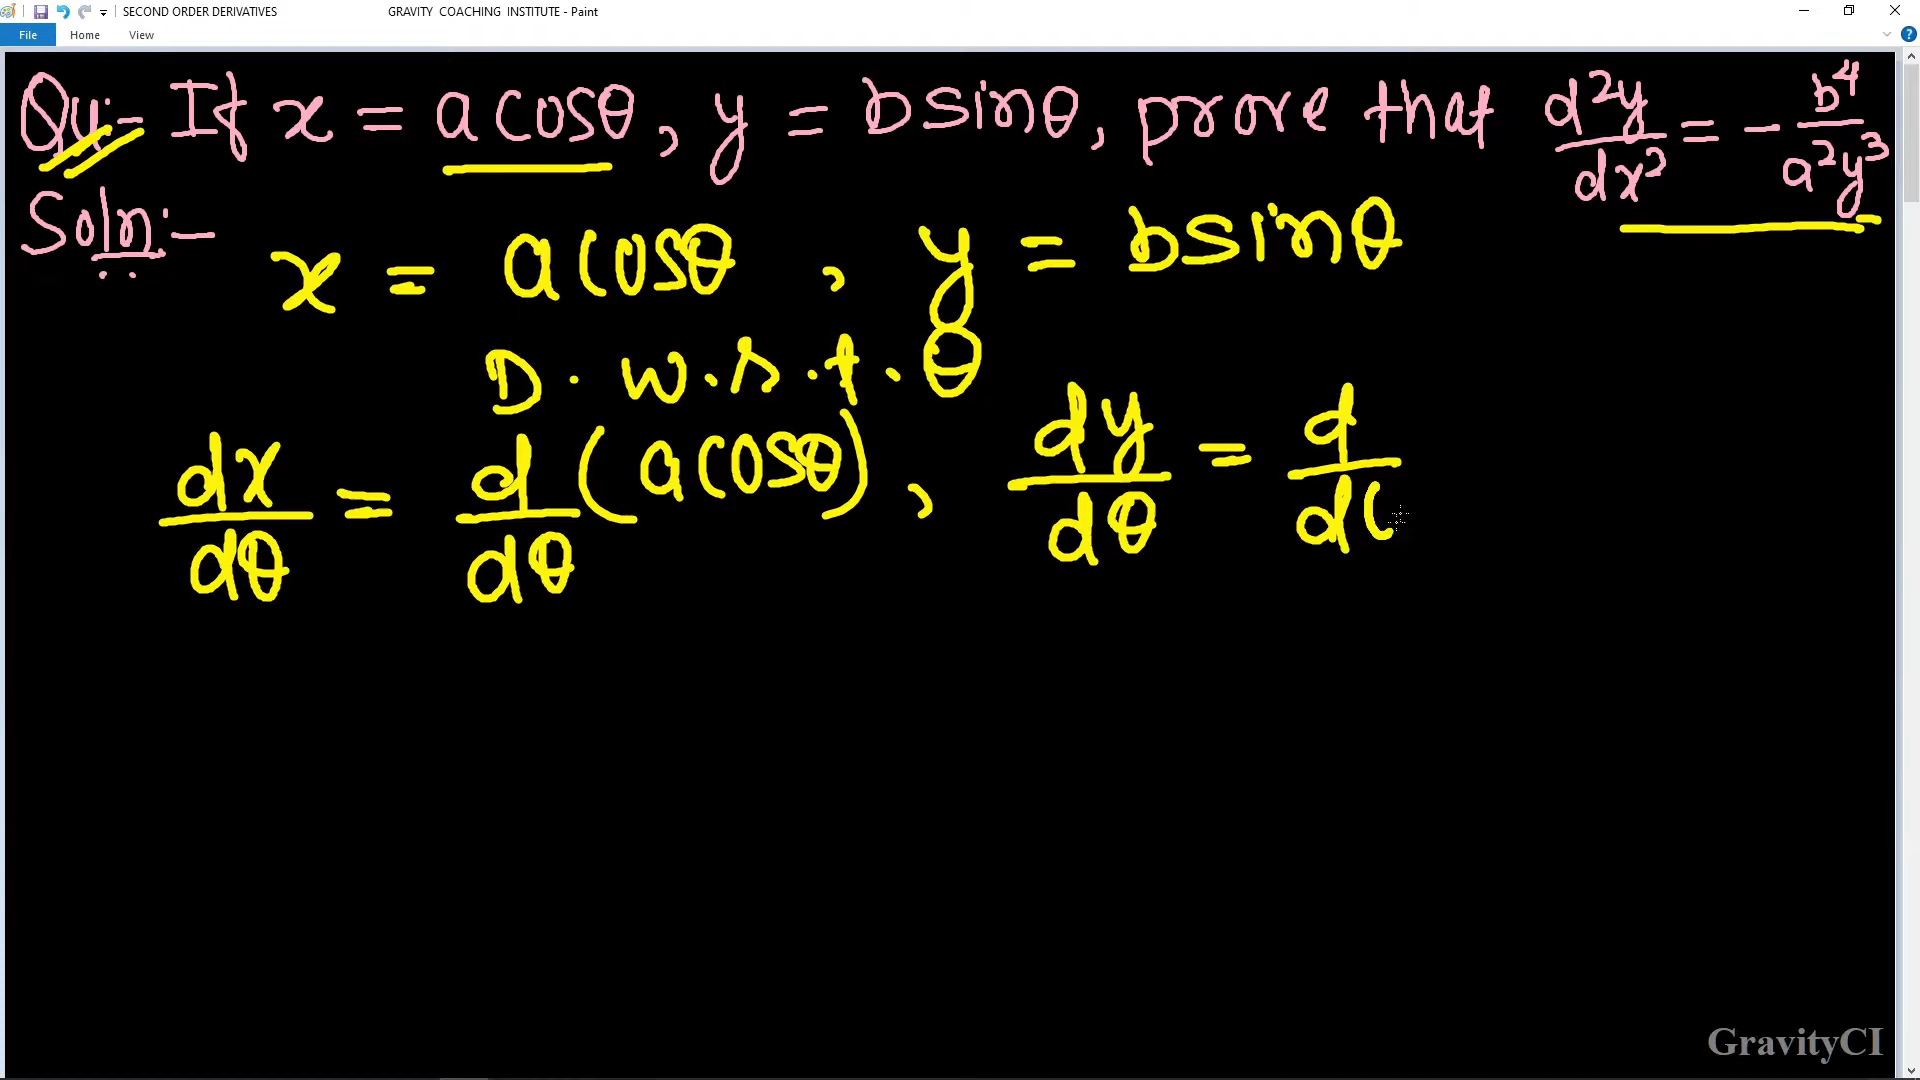 SECOND ORDER DERIVATIVES GRAVITY COACHING INSTITUTE - Paint
File Home View
Qy:- If x = a cosθ, y = b sinθ, prove that d²y/dx² = - b⁴/a²y³
Soln:-
x = a cosθ , y = b sinθ
D. w.r.t. θ
dx/dθ = d/dθ (a cosθ) , dy/dθ = d/d(
GravityCI